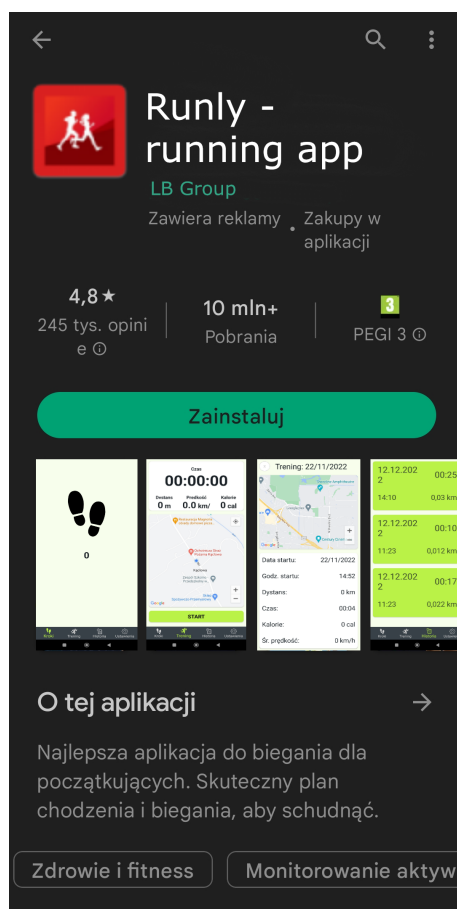 Runly -
running app
LB Group
Zawiera reklamy • Zakupy w
aplikacji
4,8★
245 tys. opini
e
10 mln+
Pobrania
3
PEGI 3
Zainstaluj
0
Czas
00:00:00
Dystans Prędkość Kalorie
0 m 0.0 km/ 0 cal
Google
START
Trening
Trening: 22/11/2022
Google
Data startu: 22/11/2022
Godz. startu: 14:52
Dystans: 0 km
Czas: 00:04
Kalorie: 0 cal
Śr. prędkość: 0 km/h
12.12.202
2
00:25
14:10 0,03 km
12.12.202
2
00:10
11:23 0,012 km
12.12.202
2
00:17
11:23 0,022 km
O tej aplikacji
Najlepsza aplikacja do biegania dla
początkujących. Skuteczny plan
chodzenia i biegania, aby schudnąć.
Zdrowie i fitness
Monitorowanie aktyw